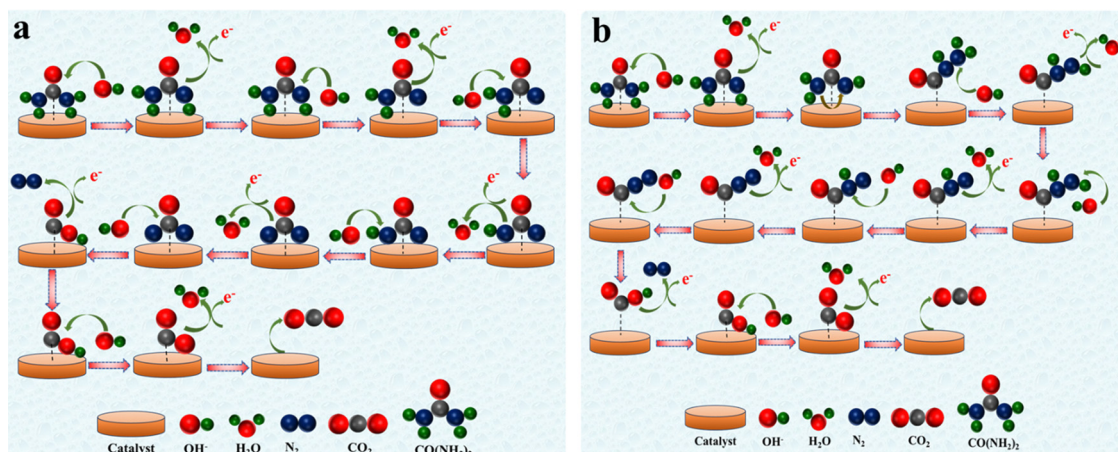 a
e-
e-
e-
e-
e-
e-
Catalyst
OH-
H2O
N2
CO2
CO(NH2)2
b
e-
e-
e-
e-
e-
e-
Catalyst
OH-
H2O
N2
CO2
CO(NH2)2